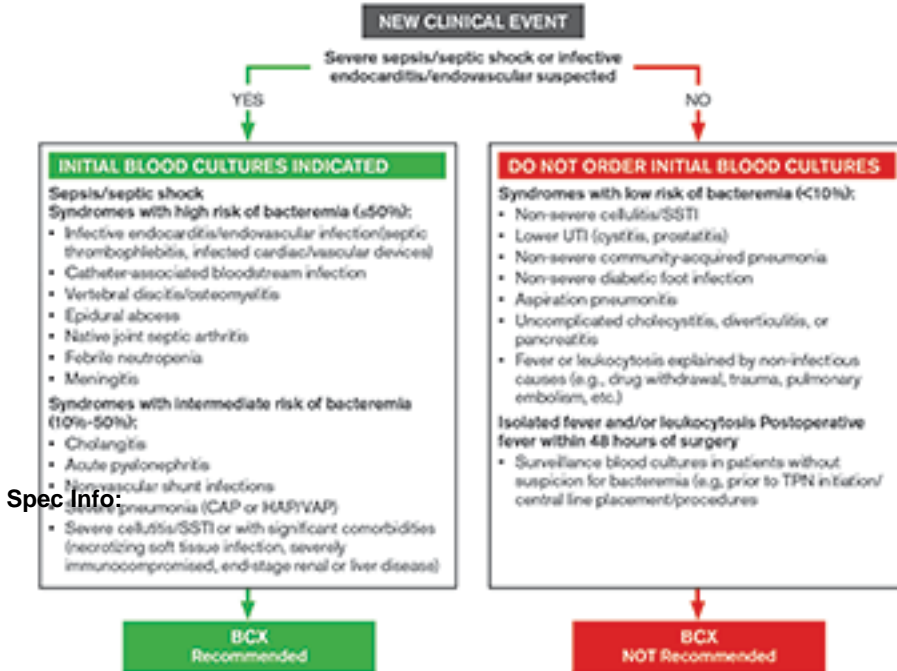 NEW CLINICAL EVENT
Severe sepsis/septic shock or infective
endocarditis/endovascular suspected
YES
NO
INITIAL BLOOD CULTURES INDICATED
Sepsis/septic shock
Syndromes with high risk of bacteremia (≥50%):
• Infective endocarditis/endovascular infection(septic
thrombophlebitis, infected cardiac/vascular devices)
• Catheter-associated bloodstream infection
• Vertebral discitis/osteomyelitis
• Epidural abcess
• Native joint septic arthritis
• Febrile neutropenia
• Meningitis
Syndromes with intermediate risk of bacteremia
(10%-50%):
• Cholangitis
• Acute pyelonephritis
• Non-vascular shunt infections
Spec Info:
• Severe pneumonia (CAP or HAP/VAP)
• Severe cellutitis/SSTI or with significant comorbidities
(necrotizing soft tissue infection, severely
immunocompromised, end-stage renal or liver disease)
BCX
Recommended
DO NOT ORDER INITIAL BLOOD CULTURES
Syndromes with low risk of bacteremia (<10%):
• Non-severe cellulitis/SSTI
• Lower UTI (cystitis, prostatitis)
• Non-severe community-acquired pneumonia
• Non-severe diabetic foot infection
• Aspiration pneumonitis
• Uncomplicated cholecystitis, diverticulitis, or
pancreatitis
• Fever or leukocytosis explained by non-infectious
causes (e.g., drug withdrawal, trauma, pulmonary
embolism, etc.)
Isolated fever and/or leukocytosis Postoperative
fever within 48 hours of surgery
• Surveillance blood cultures in patients without
suspicion for bacteremia (e.g, prior to TPN initiation/
central line placement/procedures
BCX
NOT Recommended